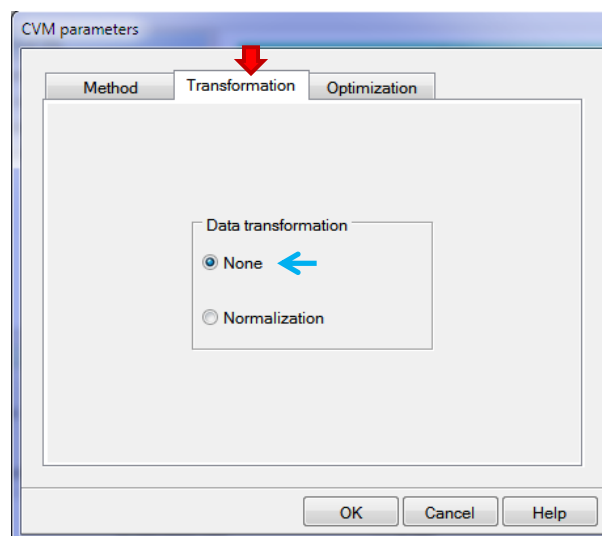 CVM parameters
Method Transformation Optimization
Data transformation
None
Normalization
OK Cancel Help